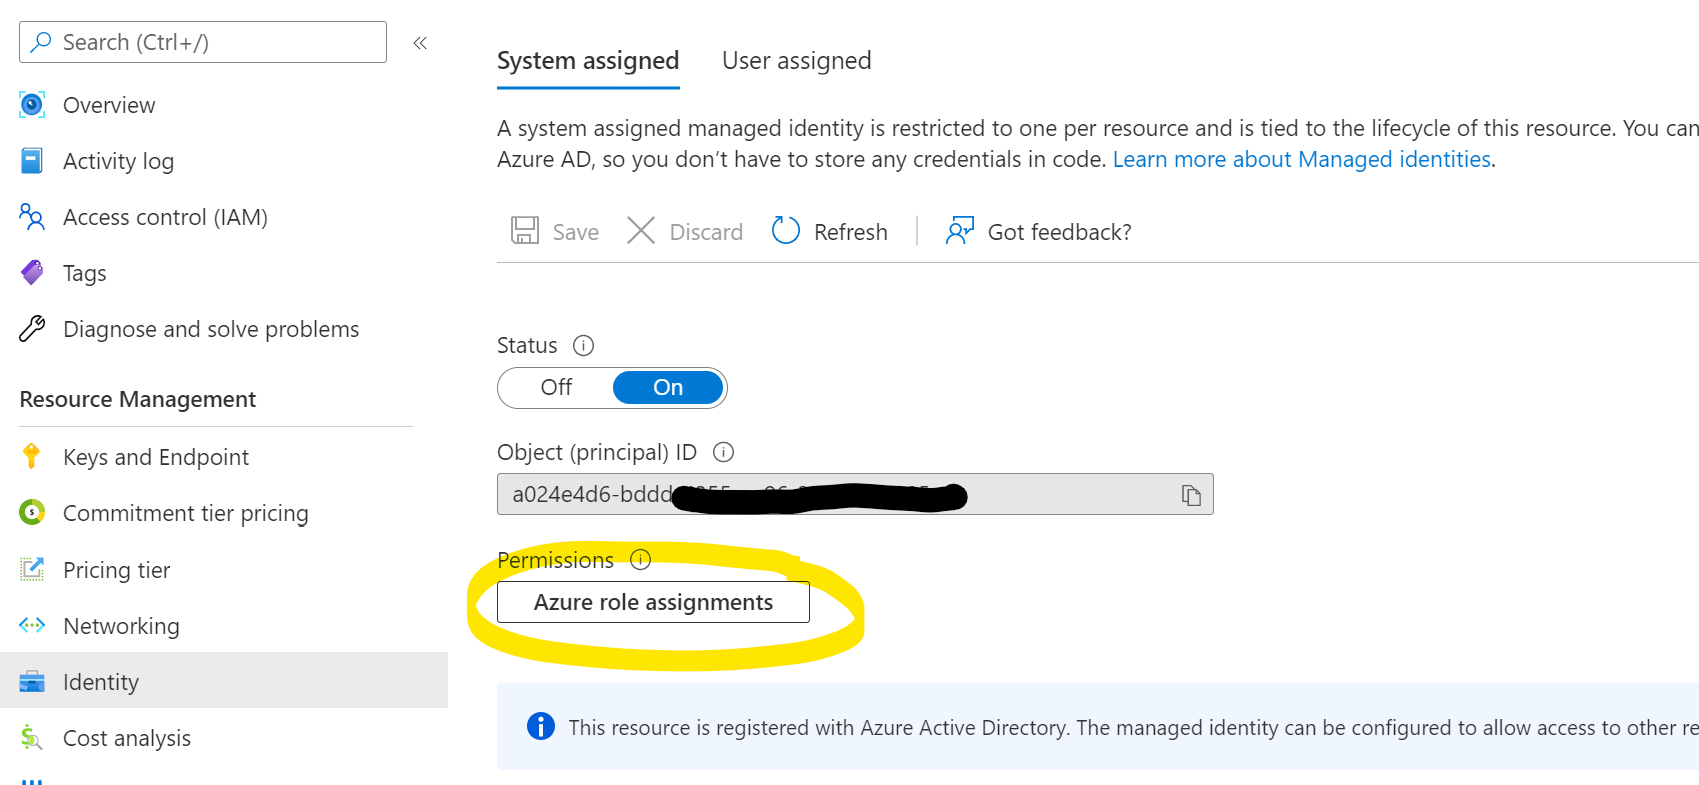 Search (Ctrl+/)
Overview
Activity log
Access control (IAM)
Tags
Diagnose and solve problems
Resource Management
Keys and Endpoint
Commitment tier pricing
Pricing tier
Networking
Identity
Cost analysis
System assigned User assigned
A system assigned managed identity is restricted to one per resource and is tied to the lifecycle of this resource. You can
Azure AD, so you don’t have to store any credentials in code. Learn more about Managed identities.
Save Discard Refresh Got feedback?
Status
Off On
Object (principal) ID
a024e4d6-bddd
Permissions
Azure role assignments
This resource is registered with Azure Active Directory. The managed identity can be configured to allow access to other re